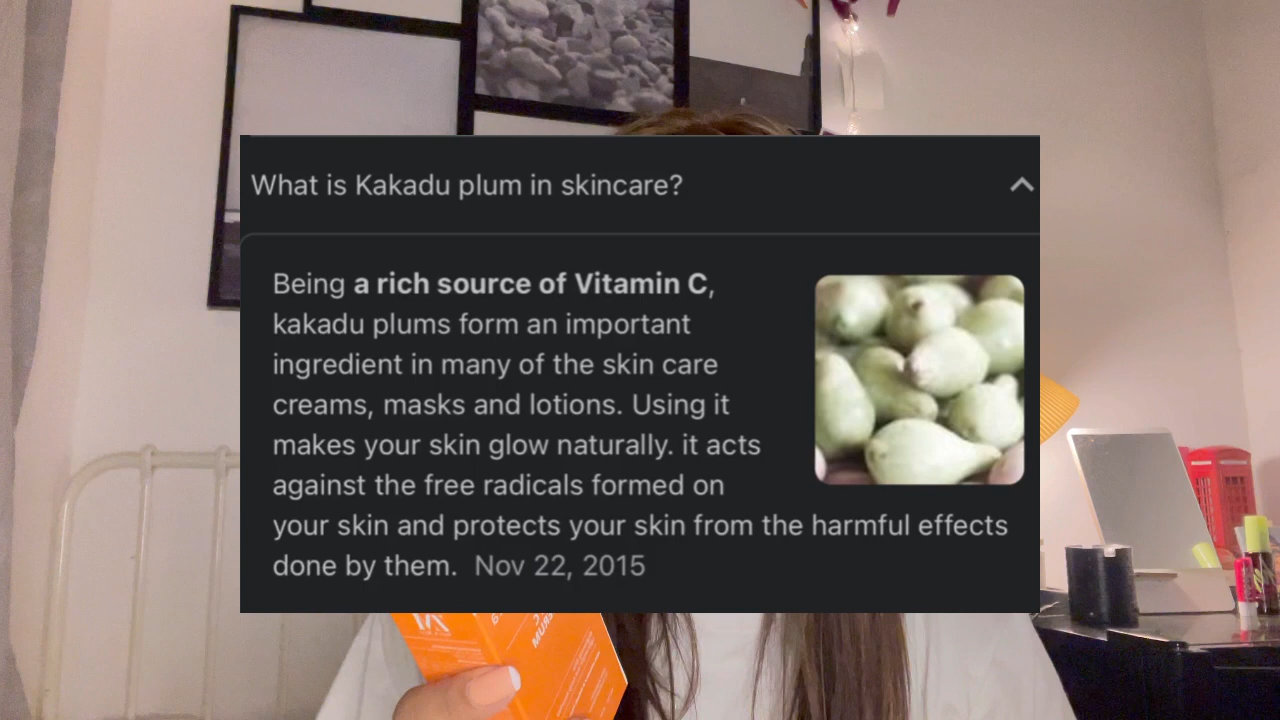 What is Kakadu plum in skincare?
Being a rich source of Vitamin C,
kakadu plums form an important
ingredient in many of the skin care
creams, masks and lotions. Using it
makes your skin glow naturally. it acts
against the free radicals formed on
your skin and protects your skin from the harmful effects
done by them. Nov 22, 2015